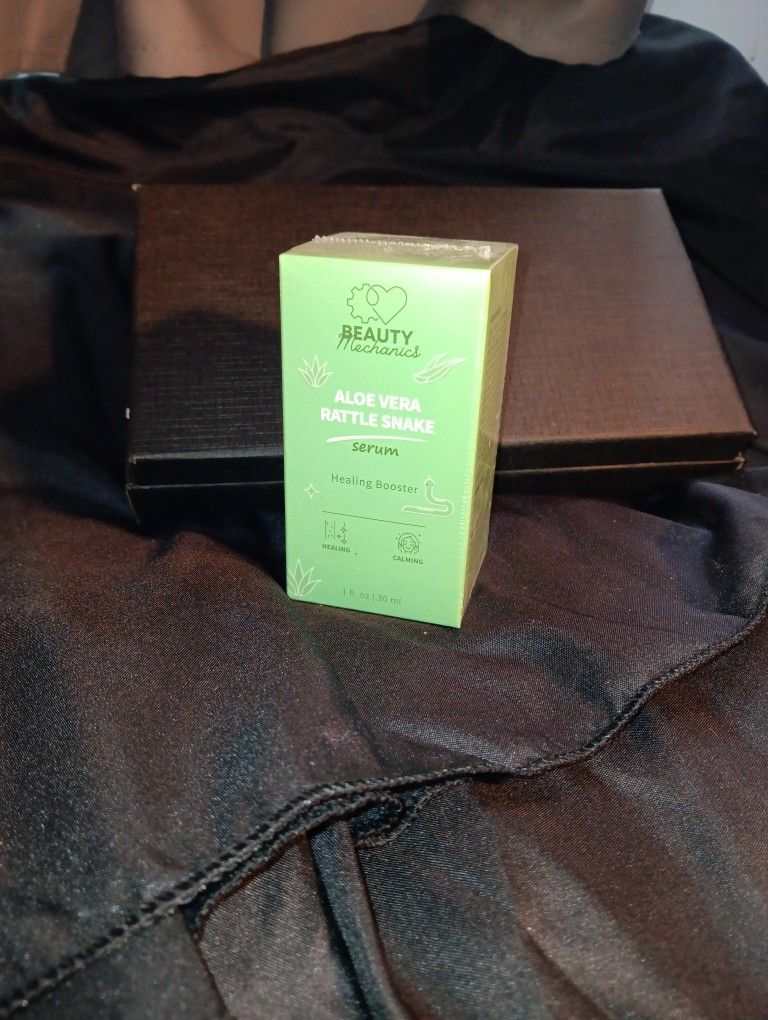 BEAUTY
Mechanics
ALOE VERA
RATTLE SNAKE
serum
Healing Booster
HEALING
CALMING
1 fl. oz | 30 ml